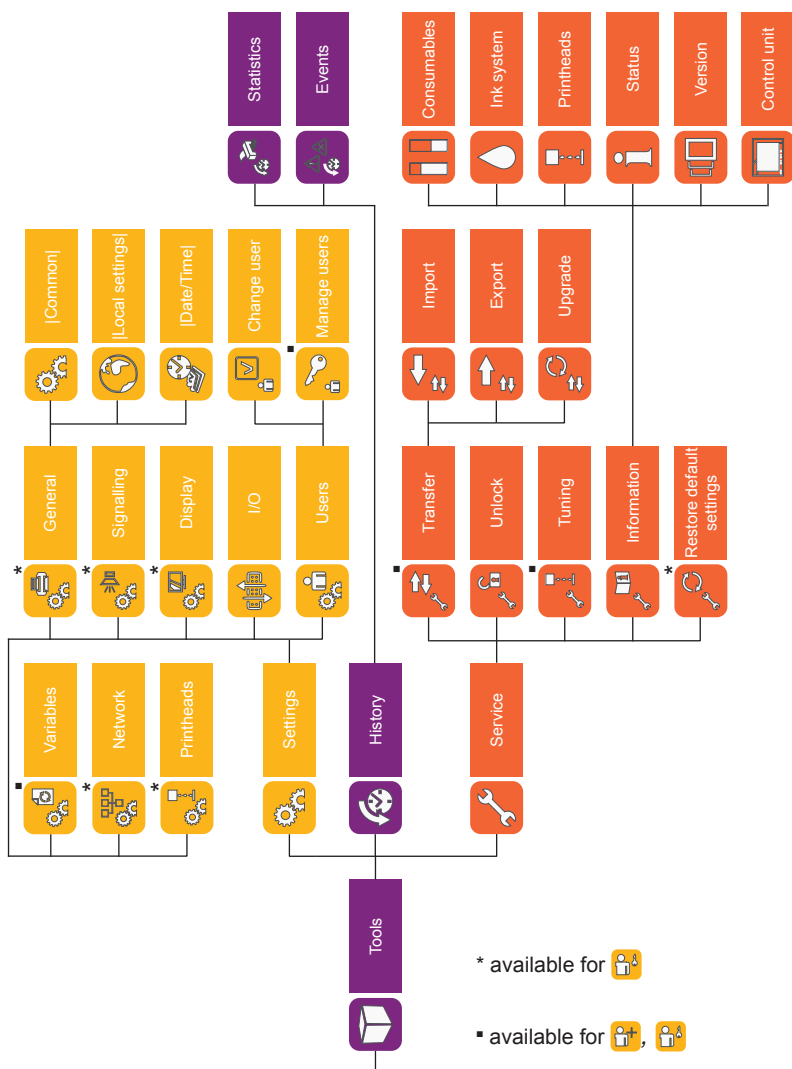 Tools
Settings
History
Service
Variables
Network
Printheads
General
Signalling
Display
I/O
Users
|Common|
|Local settings|
|Date/Time|
Change user
Manage users
Statistics
Events
Transfer
Unlock
Tuning
Information
Restore default
settings
Import
Export
Upgrade
Consumables
Ink system
Printheads
Status
Version
Control unit
* available for
▪ available for ,
*
*
*
*
*
*
▪
▪
▪
▪